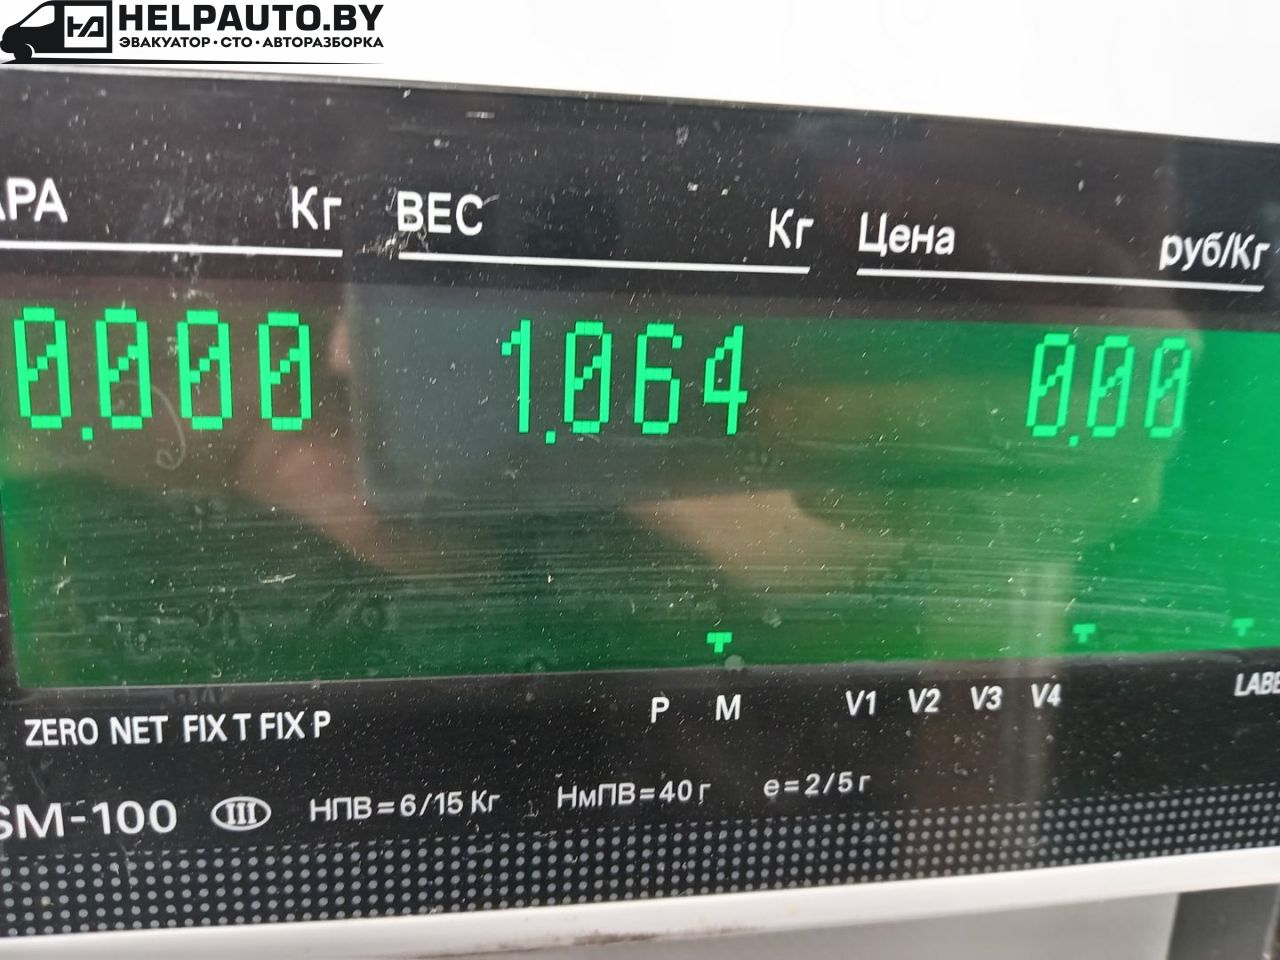 HELPAUTO.BY
ЭВАКУАТОР·СТО·АВТОРАЗБОРКА
АРА Кг ВЕС Кг Цена руб/Кг
0.000 1.064 0.00
P M V1 V2 V3 V4 LABE
ZERO NET FIX T FIX P
SM-100 III НПВ=6/15 Кг НмПВ=40 г e=2/5 г